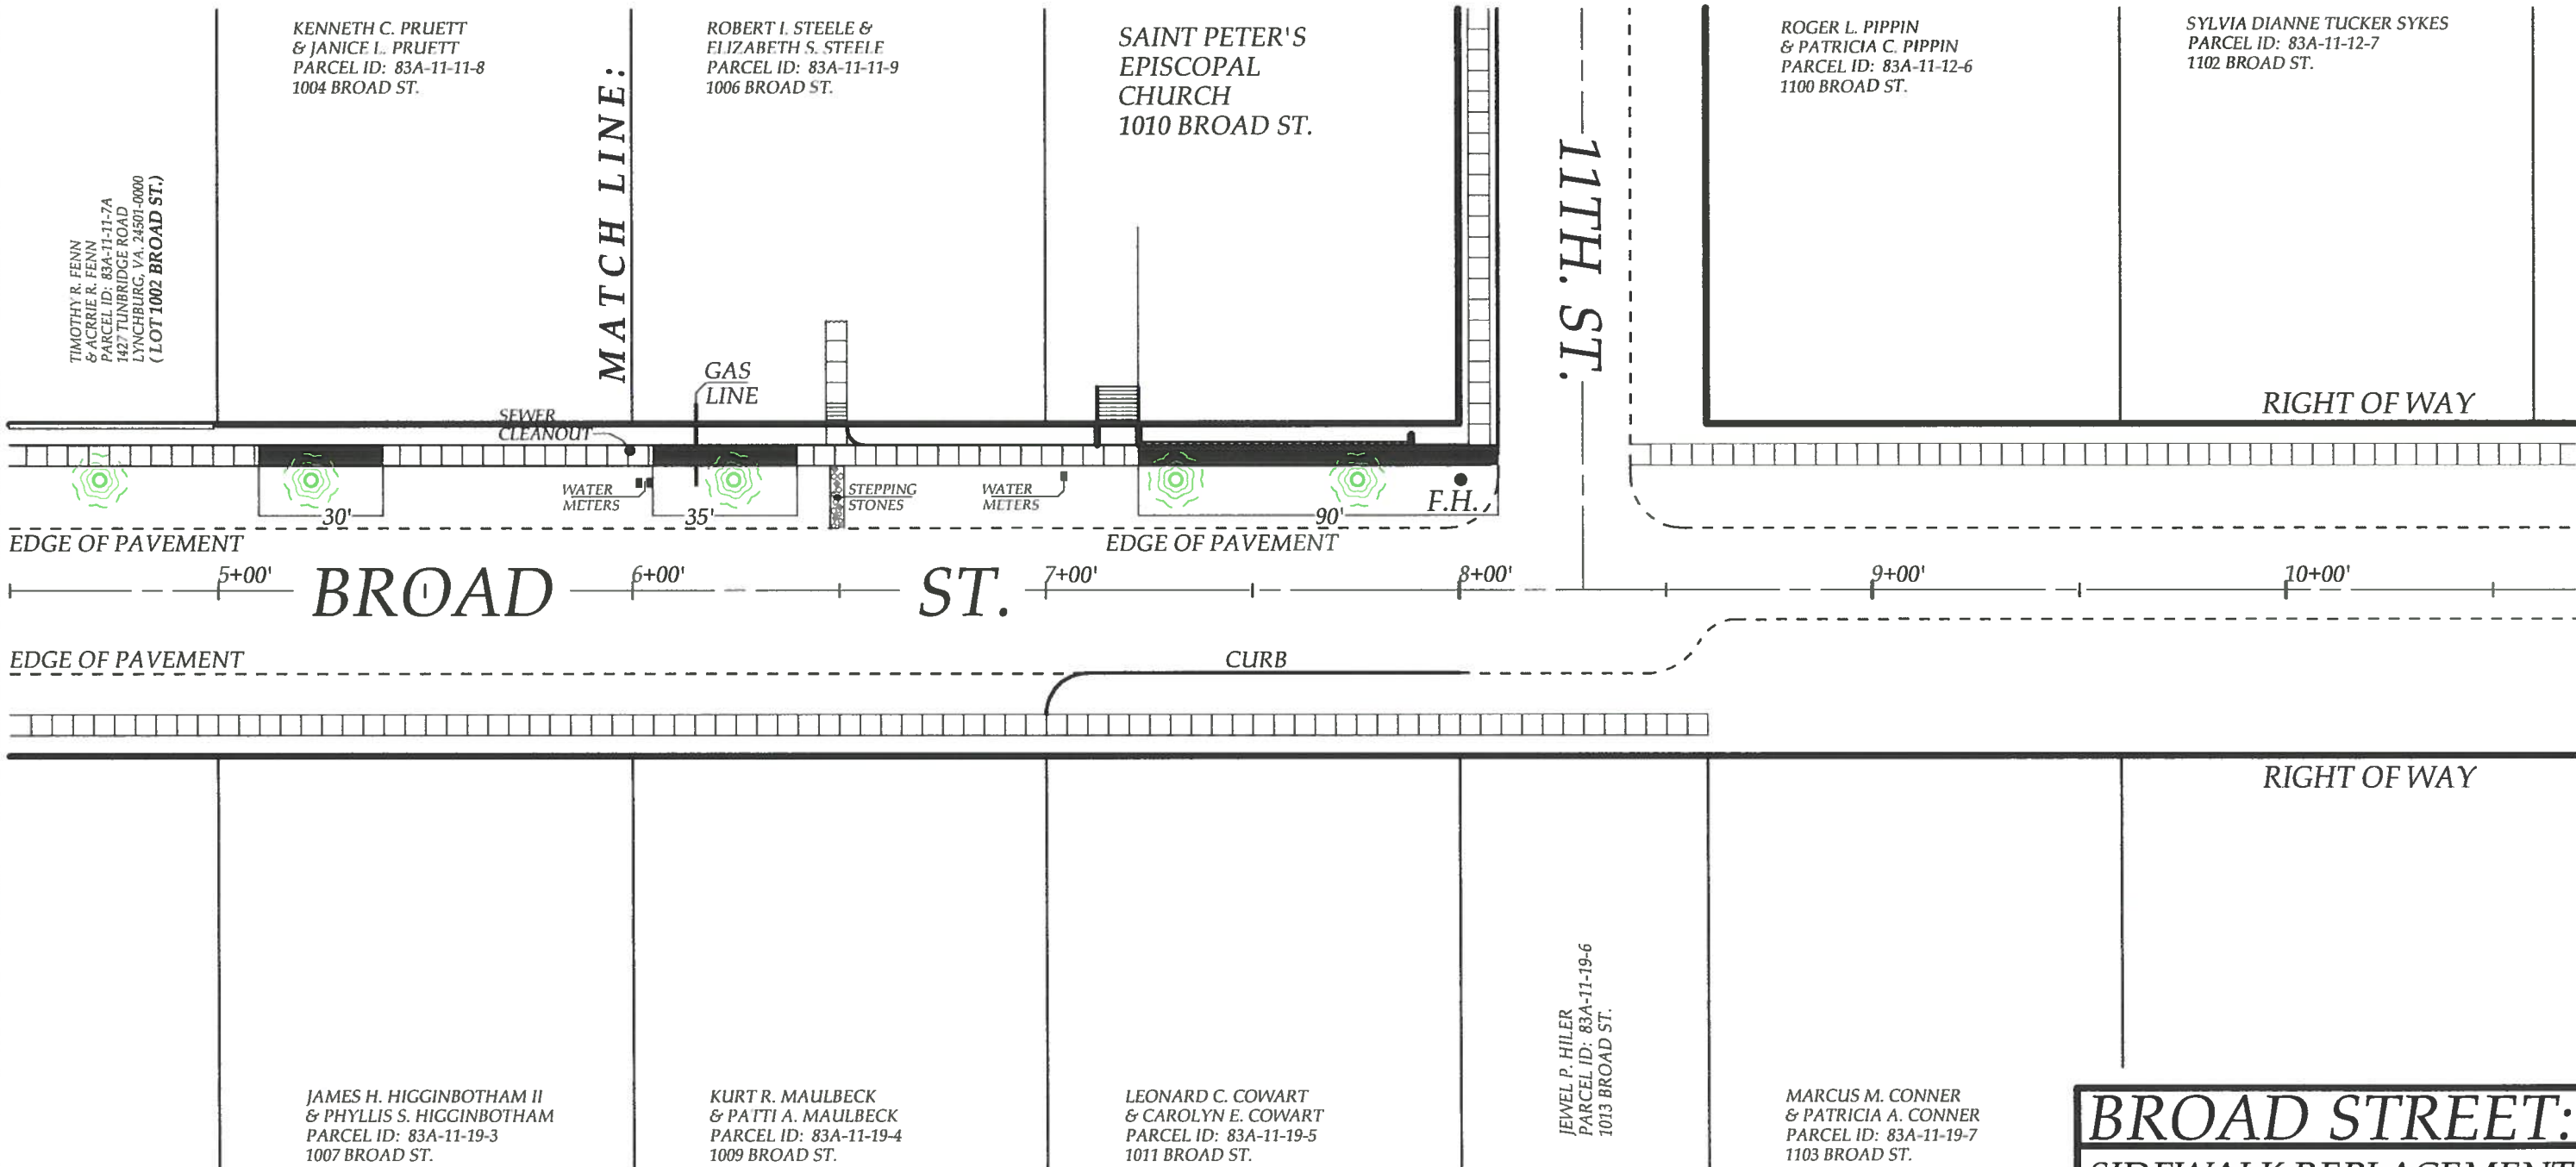 KENNETH C. PRUETT
& JANICE L. PRUETT
PARCEL ID: 83A-11-11-8
1004 BROAD ST.
ROBERT I. STEELE &
ELIZABETH S. STEELE
PARCEL ID: 83A-11-11-9
1006 BROAD ST.
SAINT PETER'S
EPISCOPAL
CHURCH
1010 BROAD ST.
ROGER L. PIPPIN
& PATRICIA C. PIPPIN
PARCEL ID: 83A-11-12-6
1100 BROAD ST.
SYLVIA DIANNE TUCKER SYKES
PARCEL ID: 83A-11-12-7
1102 BROAD ST.
TIMOTHY R. FENN
& ACRRIE R. FENN
PARCEL ID: 83A-11-11-7A
1427 TUNBRIDGE ROAD
LYNCHBURG, VA. 24501-0000
( LOT 1002 BROAD ST.)
MATCH LINE:
11TH. ST.
GAS
LINE
SEWER
CLEANOUT
RIGHT OF WAY
WATER
METERS
STEPPING
STONES
WATER
METERS
F.H.
30'
35'
90'
EDGE OF PAVEMENT
EDGE OF PAVEMENT
5+00'
6+00'
7+00'
8+00'
9+00'
10+00'
BROAD ST.
EDGE OF PAVEMENT
CURB
RIGHT OF WAY
JEWEL P. HILER
PARCEL ID: 83A-11-19-6
1013 BROAD ST.
JAMES H. HIGGINBOTHAM II
& PHYLLIS S. HIGGINBOTHAM
PARCEL ID: 83A-11-19-3
1007 BROAD ST.
KURT R. MAULBECK
& PATTI A. MAULBECK
PARCEL ID: 83A-11-19-4
1009 BROAD ST.
LEONARD C. COWART
& CAROLYN E. COWART
PARCEL ID: 83A-11-19-5
1011 BROAD ST.
MARCUS M. CONNER
& PATRICIA A. CONNER
PARCEL ID: 83A-11-19-7
1103 BROAD ST.
BROAD STREET:
SIDEWALK REPLACEMENT